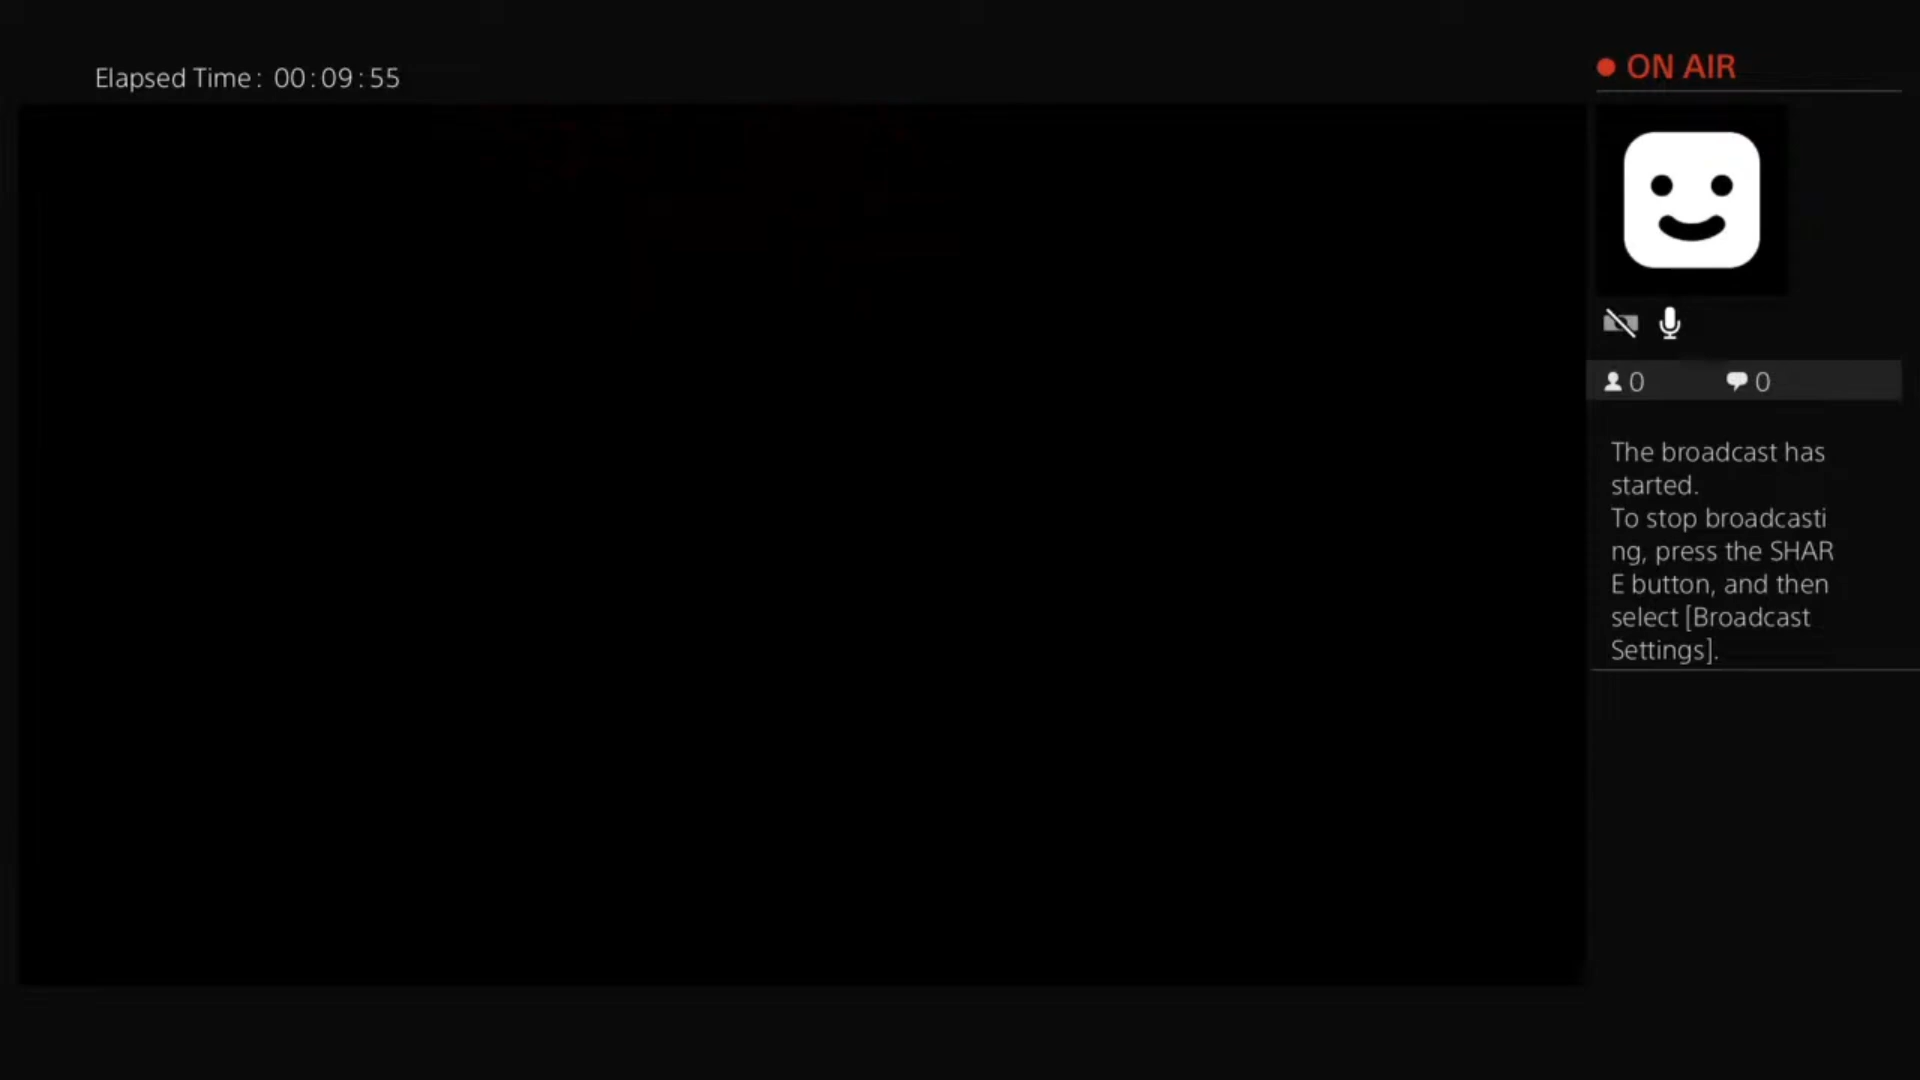 Elapsed Time: 00:09:55
ON AIR
0 0
The broadcast has
started.
To stop broadcasti
ng, press the SHAR
E button, and then
select [Broadcast
Settings].